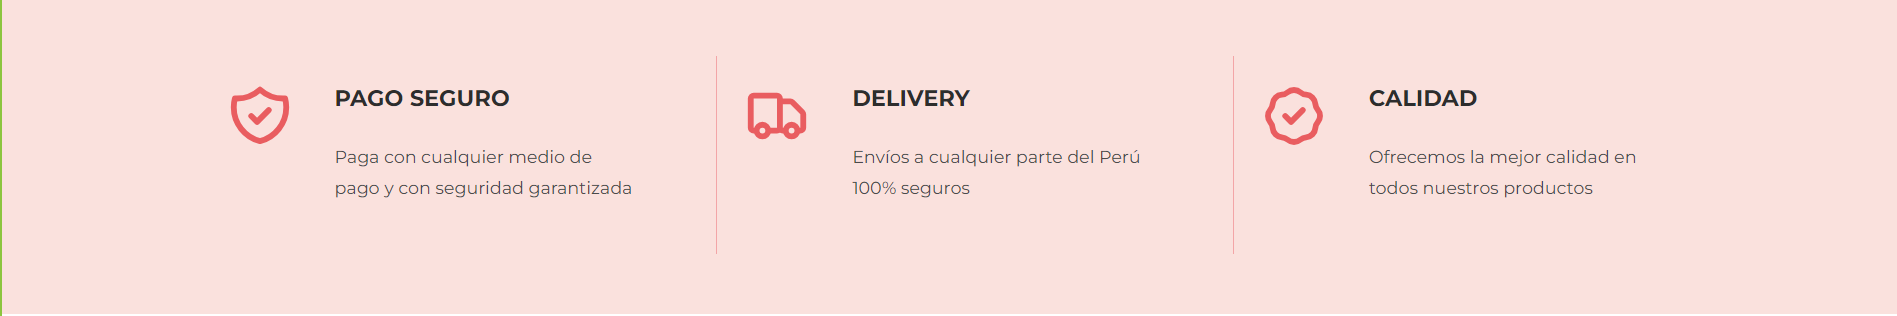 PAGO SEGURO
Paga con cualquier medio de
pago y con seguridad garantizada
DELIVERY
Envíos a cualquier parte del Perú
100% seguros
CALIDAD
Ofrecemos la mejor calidad en
todos nuestros productos